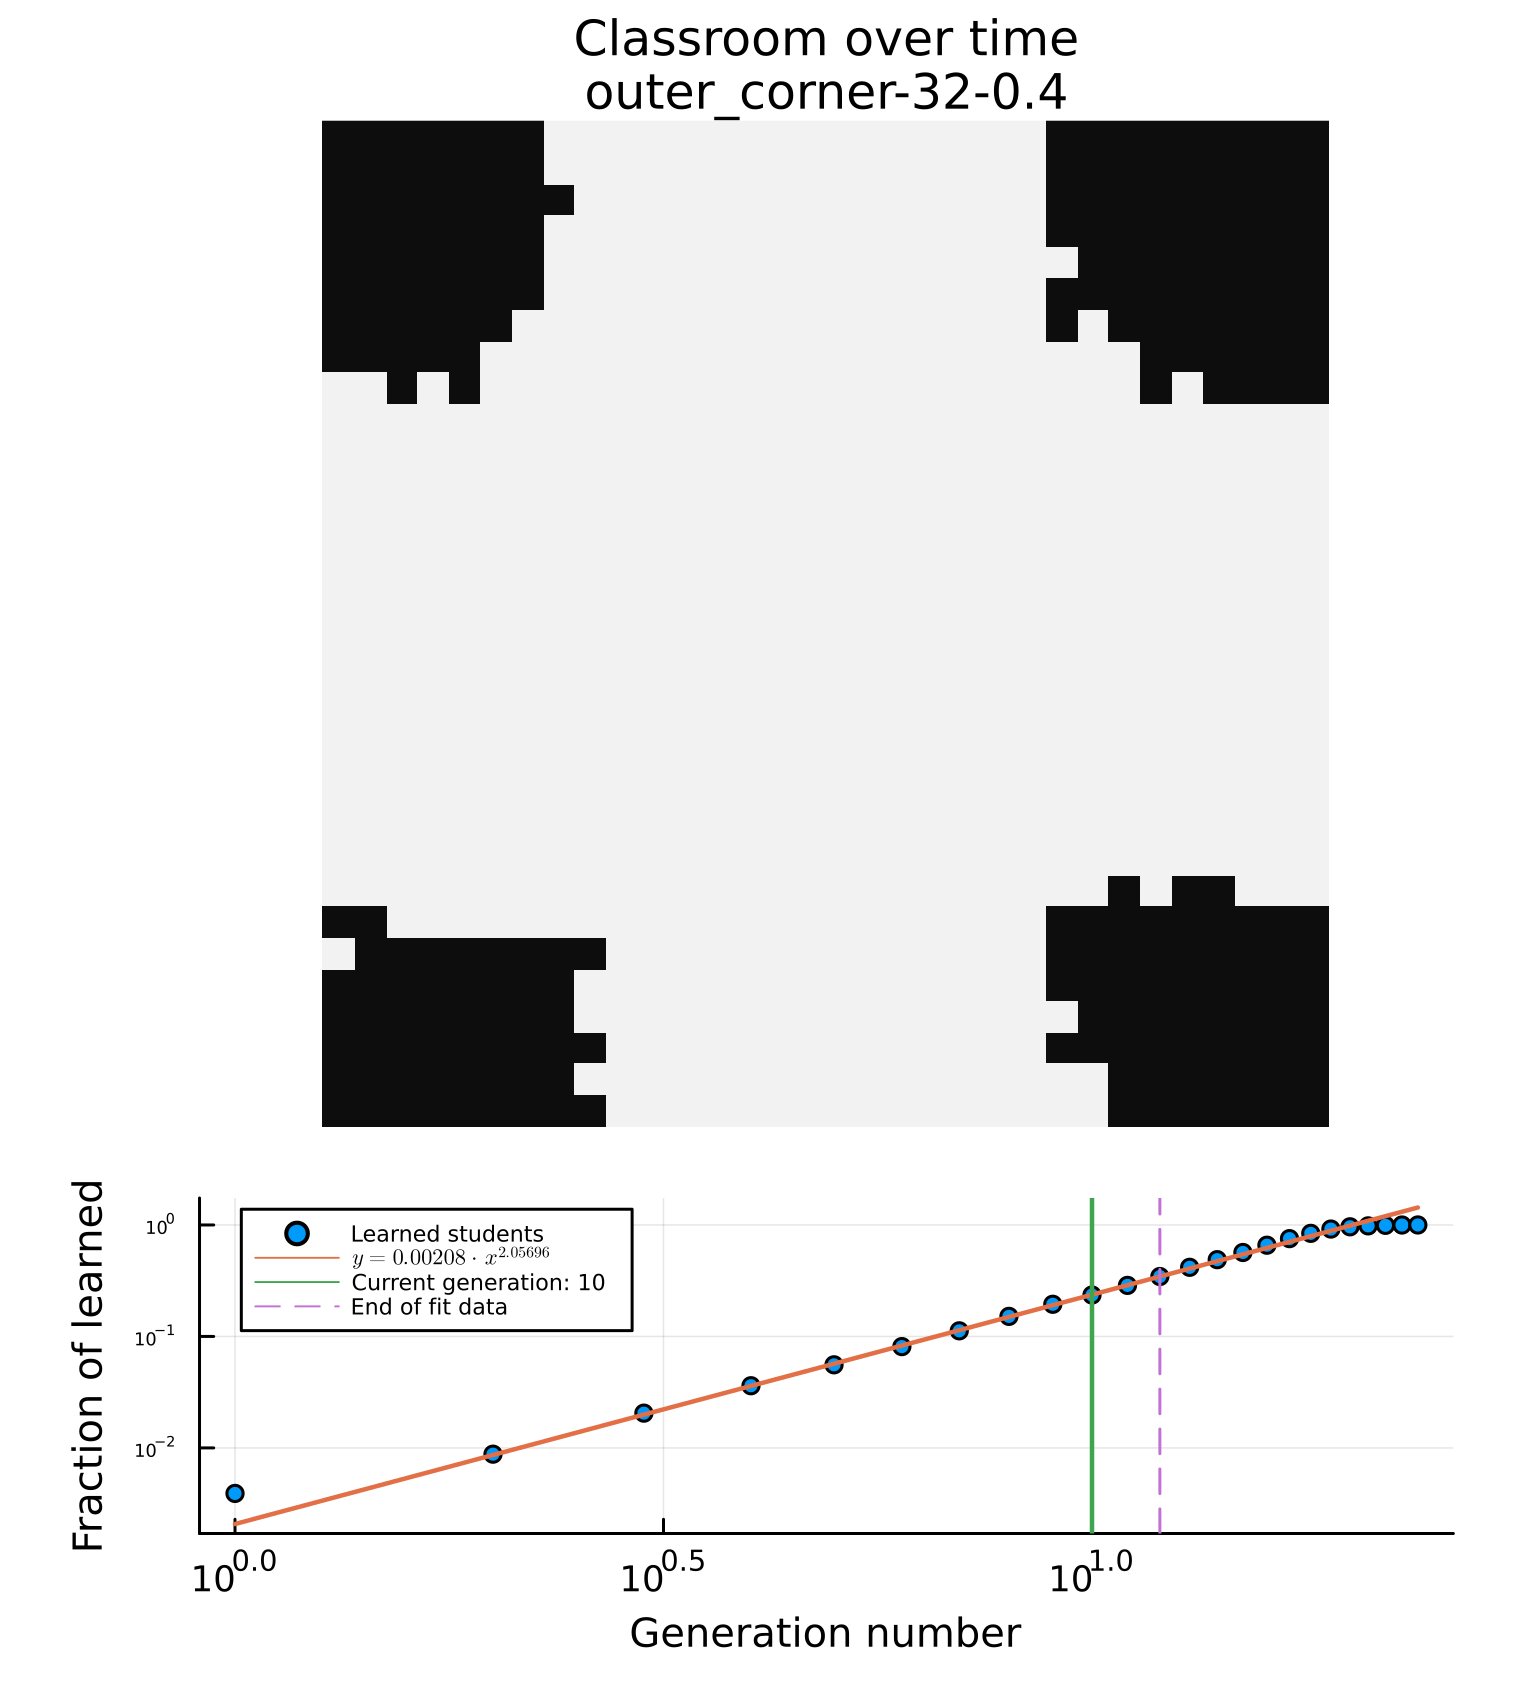 Classroom over time
outer_corner-32-0.4
Fraction of learned
10⁰
10⁻¹
10⁻²
Learned students
y = 0.00208 · x^{2.05696}
Current generation: 10
End of fit data
10^{0.0}
10^{0.5}
10^{1.0}
Generation number